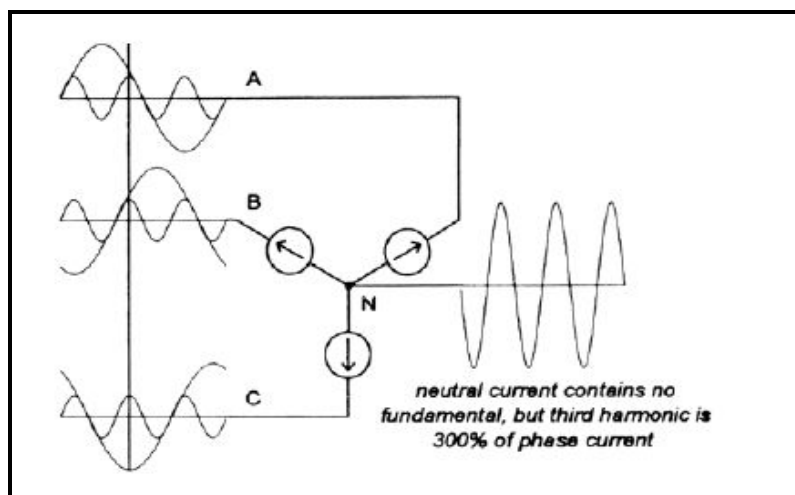 A
B
N
C
neutral current contains no
fundamental, but third harmonic is
300% of phase current